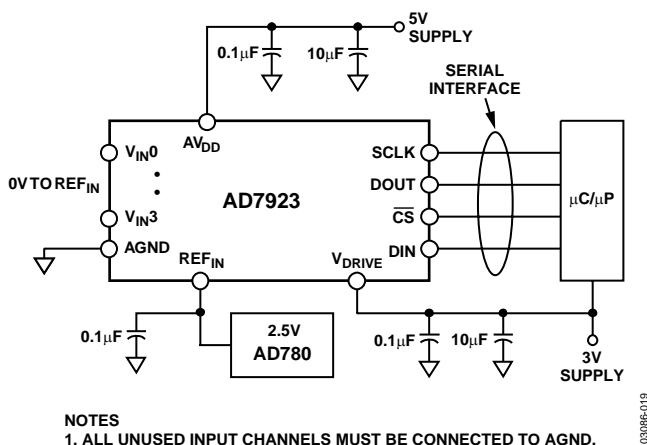 5V
SUPPLY
0.1μF
10μF
SERIAL
INTERFACE
AVDD
VIN0
SCLK
0V TO REFIN
DOUT
AD7923
μC/μP
VIN3
CS
AGND
DIN
REFIN
VDRIVE
0.1μF
2.5V
AD780
0.1μF
10μF
3V
SUPPLY
NOTES
1. ALL UNUSED INPUT CHANNELS MUST BE CONNECTED TO AGND.
03086-019